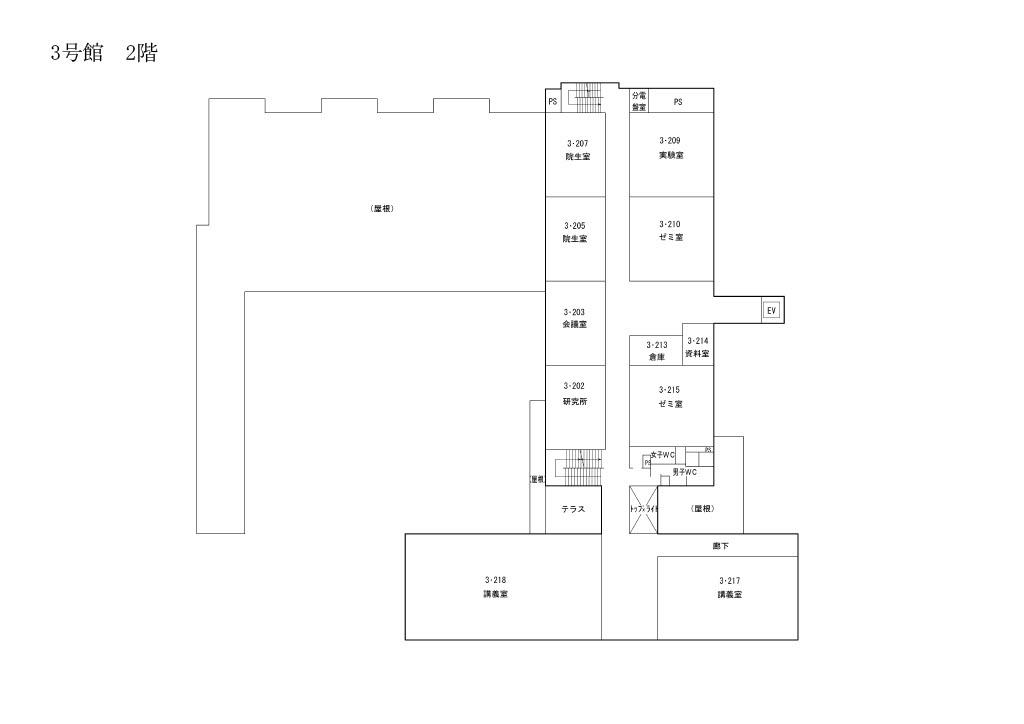 3号館　2階
PS
分電
盤室
PS
3-207
院生室
3-209
実験室
(屋根)
3-205
院生室
3-210
ゼミ室
3-203
会議室
EV
3-213
倉庫
3-214
資料室
3-202
研究所
3-215
ゼミ室
女子WC
PS
PS
男子WC
(屋根)
テラス
トップライト
(屋根)
廊下
3-218
講義室
3-217
講義室